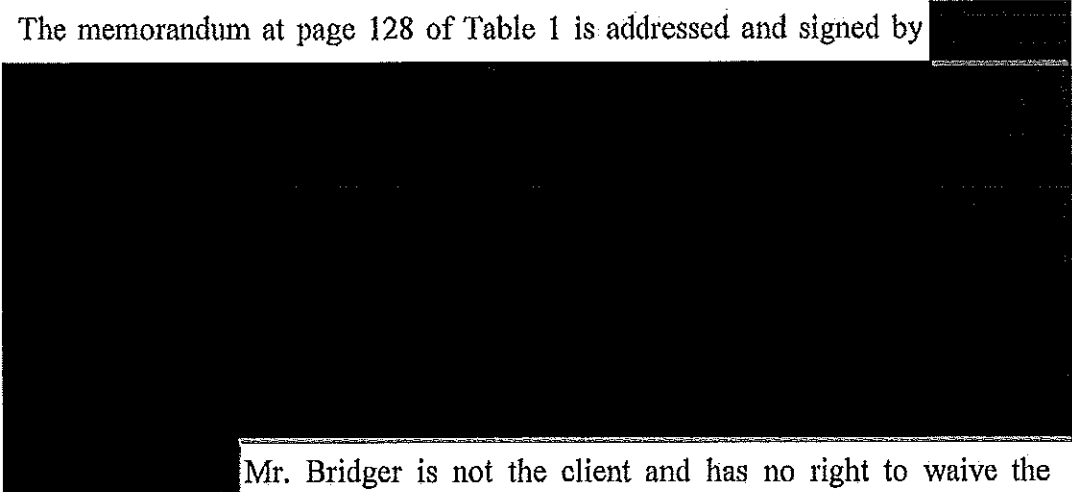 The memorandum at page 128 of Table 1 is addressed and signed by
Mr. Bridger is not the client and has no right to waive the